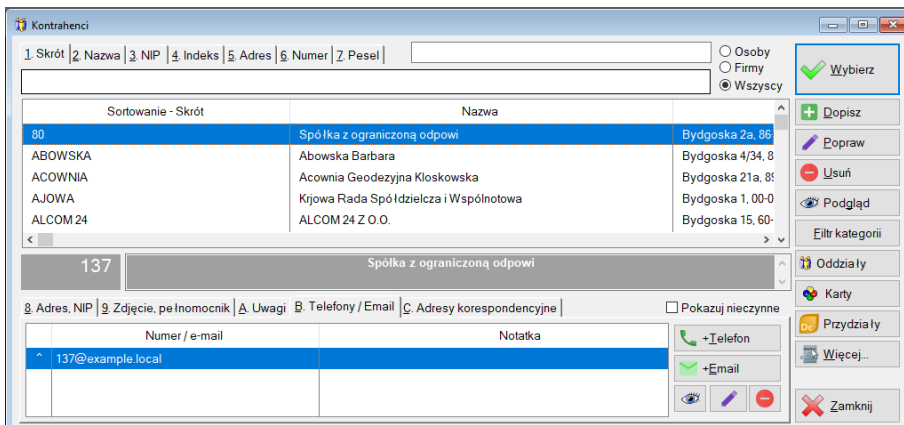 Kontrahenci
1. Skrót 2. Nazwa 3. NIP 4. Indeks 5. Adres 6. Numer 7. Pesel
Osoby
Firmy
Wszyscy
Wybierz
Sortowanie - Skrót Nazwa
80 Spółka z ograniczoną odpowi Bydgoska 2a, 86-
ABOWSKA Abowska Barbara Bydgoska 4/34, 8
ACOWNIA Acownia Geodezyjna Kloskowska Bydgoska 21a, 89
AJOWA Krjowa Rada Spółdzielcza i Wspólnotowa Bydgoska 1, 00-0
ALCOM 24 ALCOM 24 Z O.O. Bydgoska 15, 60-
Dopisz
Popraw
Usuń
Podgląd
Filtr kategorii
137 Spółka z ograniczoną odpowi
Oddziały
Karty
Przydziały
Więcej...
Zamknij
8. Adres, NIP 9. Zdjęcie, pełnomocnik A. Uwagi B. Telefony / Email C. Adresy korespondencyjne Pokazuj nieczynne
Numer / e-mail Notatka
137@example.local
+Telefon
+Email